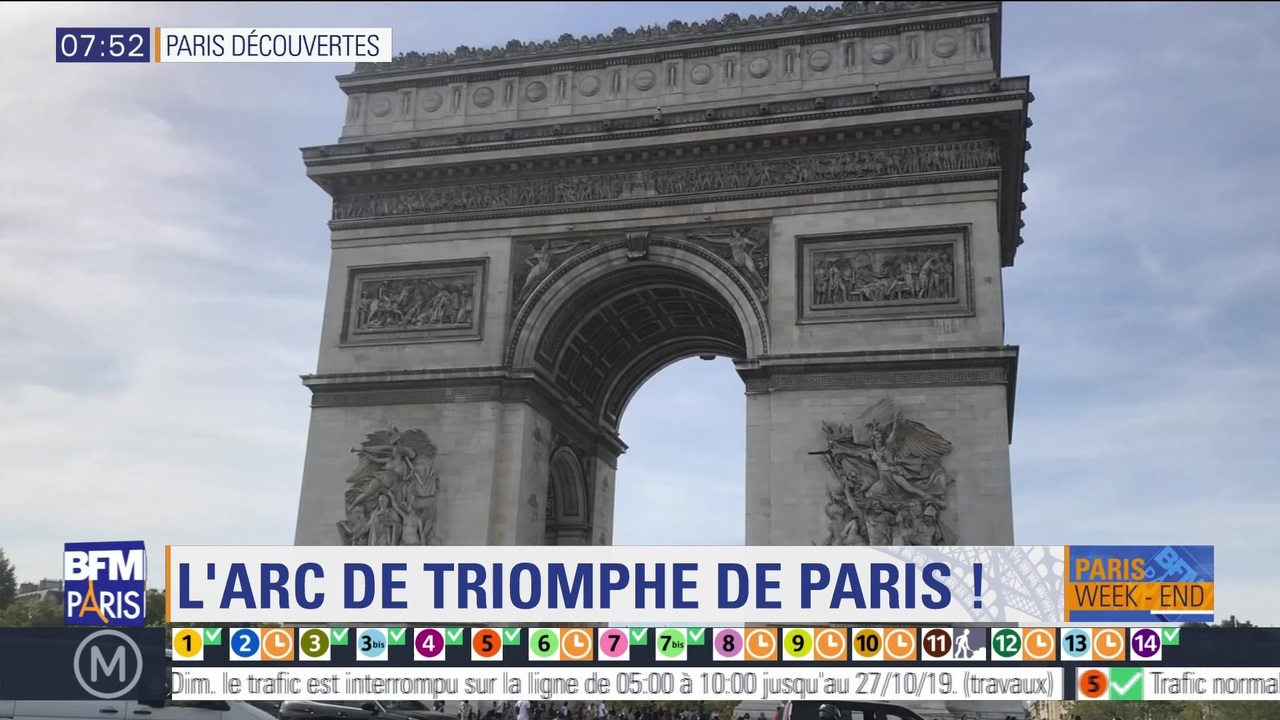 07:52 PARIS DÉCOUVERTES
BFM
PARIS
L'ARC DE TRIOMPHE DE PARIS !
PARIS
WEEK - END
M
1 2 3 3bis 4 5 6 7 7bis 8 9 10 11 12 13 14
Dim. le trafic est interrompu sur la ligne de 05:00 à 10:00 jusqu'au 27/10/19. (travaux) 5 Trafic normal